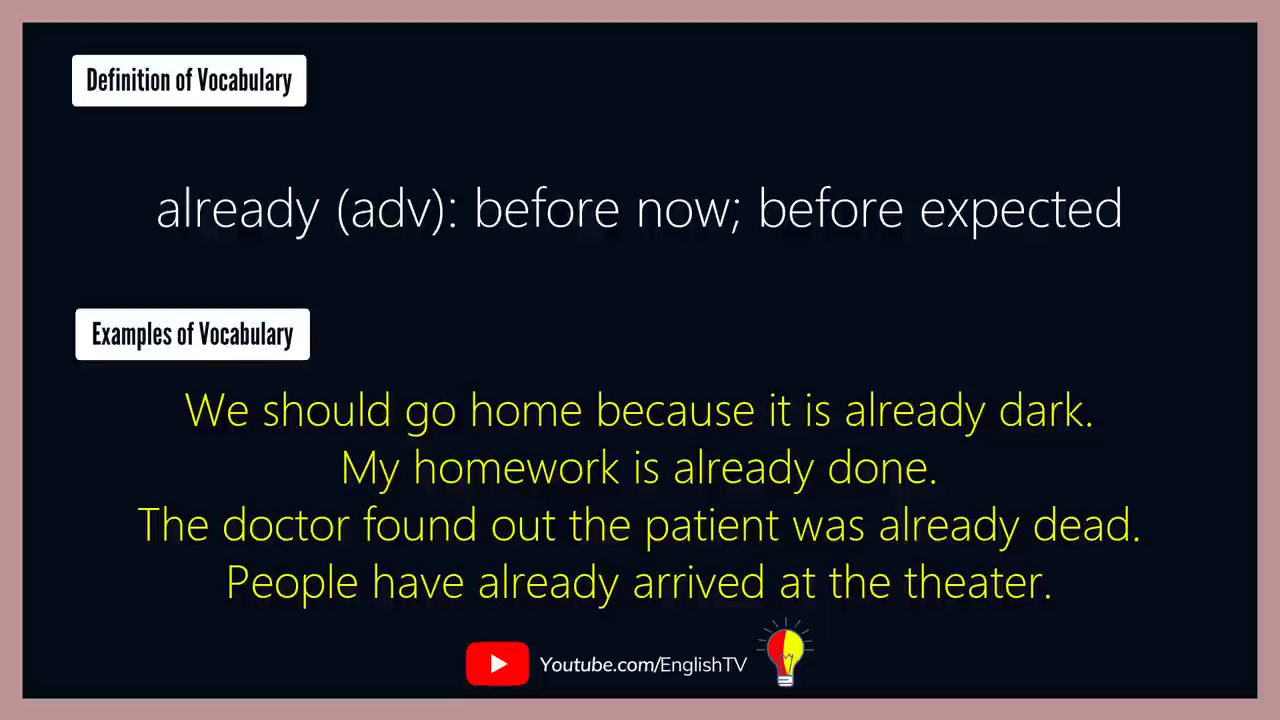 Definition of Vocabulary
already (adv): before now; before expected
Examples of Vocabulary
We should go home because it is already dark.
My homework is already done.
The doctor found out the patient was already dead.
People have already arrived at the theater.
Youtube.com/EnglishTV